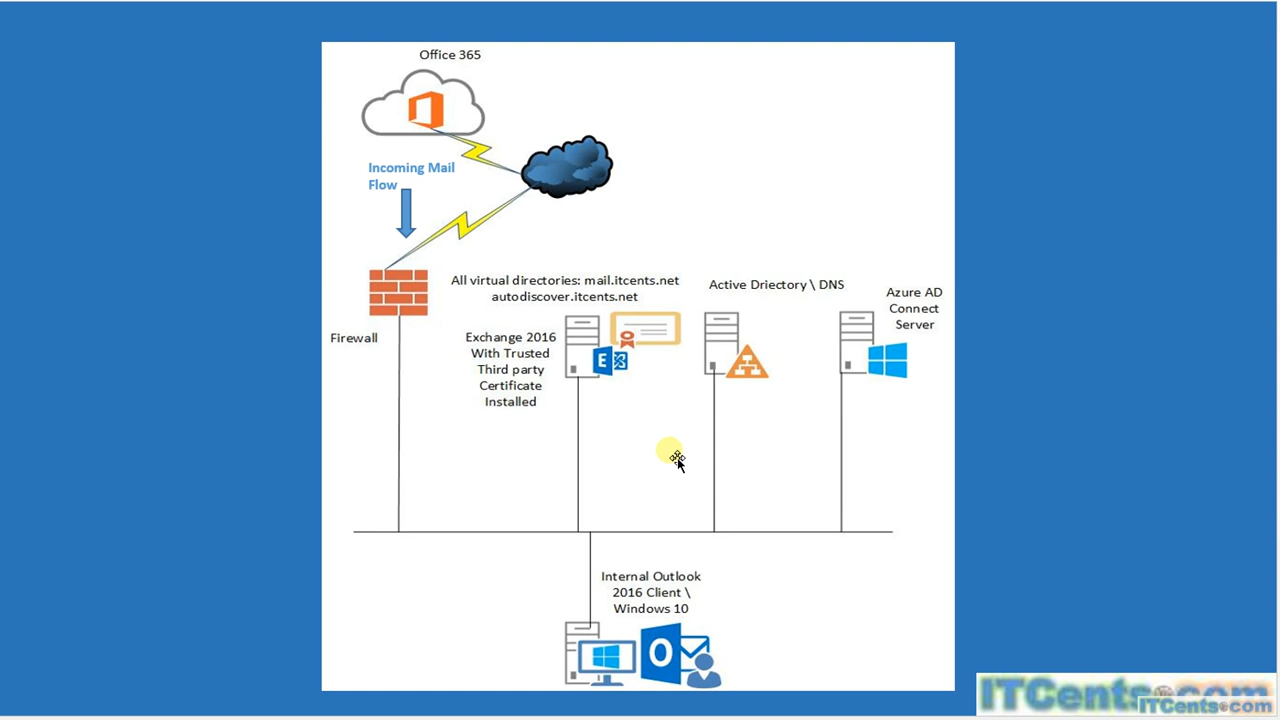 Office 365
Incoming Mail
Flow
All virtual directories: mail.itcents.net
autodiscover.itcents.net
Active Driectory \ DNS
Azure AD
Connect
Server
Firewall
Exchange 2016
With Trusted
Third party
Certificate
Installed
E
Internal Outlook
2016 Client \
Windows 10
O
ITCents.com
ITCents.com